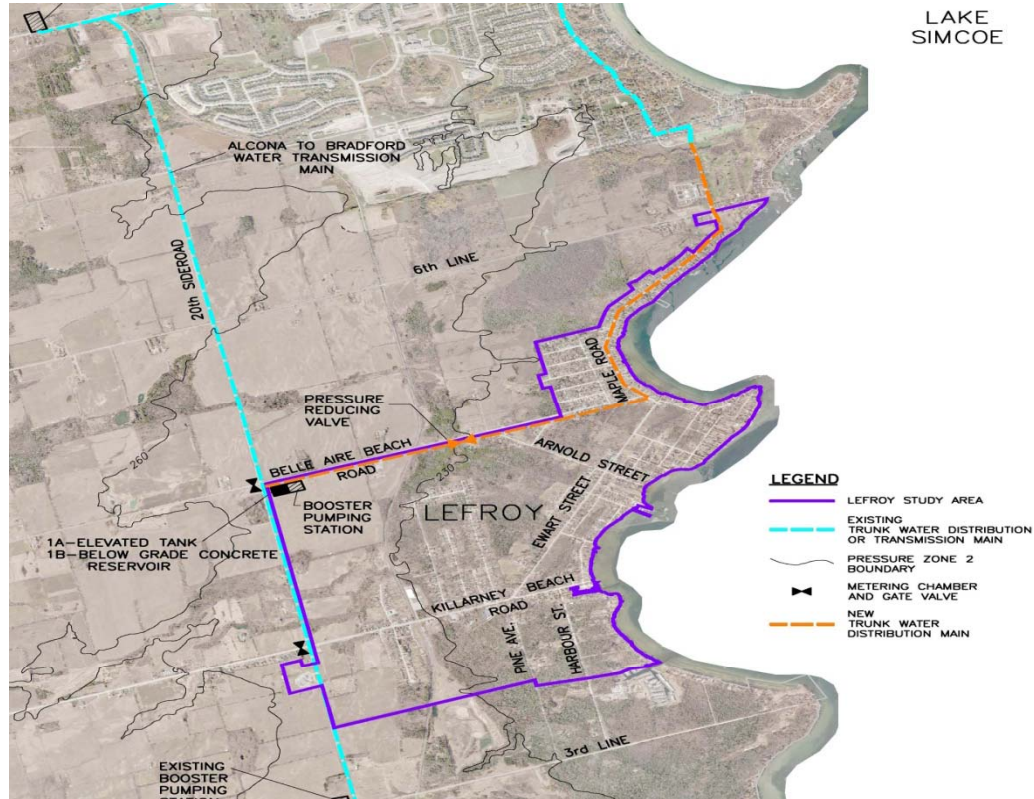 LAKE
SIMCOE
ALCONA TO BRADFORD
WATER TRANSMISSION
MAIN
20th SIDEROAD
6th LINE
MAPLE ROAD
PRESSURE
REDUCING
VALVE
260
230
BELLE AIRE BEACH
ROAD
ARNOLD STREET
BOOSTER
PUMPING
STATION
LEFROY
EWART STREET
1A-ELEVATED TANK
1B-BELOW GRADE CONCRETE
RESERVOIR
KILLARNEY BEACH
ROAD
PINE AVE.
HARBOUR ST.
3rd LINE
EXISTING
BOOSTER
PUMPING
STATION
LEGEND
LEFROY STUDY AREA
EXISTING
TRUNK WATER DISTRIBUTION
OR TRANSMISSION MAIN
PRESSURE ZONE 2
BOUNDARY
METERING CHAMBER
AND GATE VALVE
NEW
TRUNK WATER
DISTRIBUTION MAIN